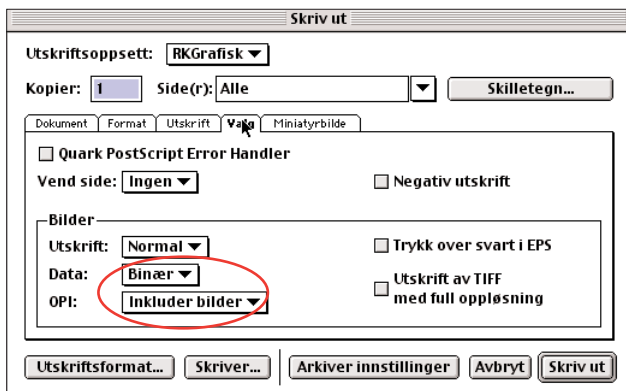 Skriv ut
Utskriftsoppsett: RKGrafisk
Kopier: 1 Side(r): Alle Skilletegn...
Dokument Format Utskrift Valg Miniatyrbilde
Quark PostScript Error Handler
Vend side: Ingen Negativ utskrift
Bilder
Utskrift: Normal Trykk over svart i EPS
Data: Binær Utskrift av TIFF
med full oppløsning
OPI: Inkluder bilder
Utskriftsformat... Skriver... Arkiver innstillinger Avbryt Skriv ut